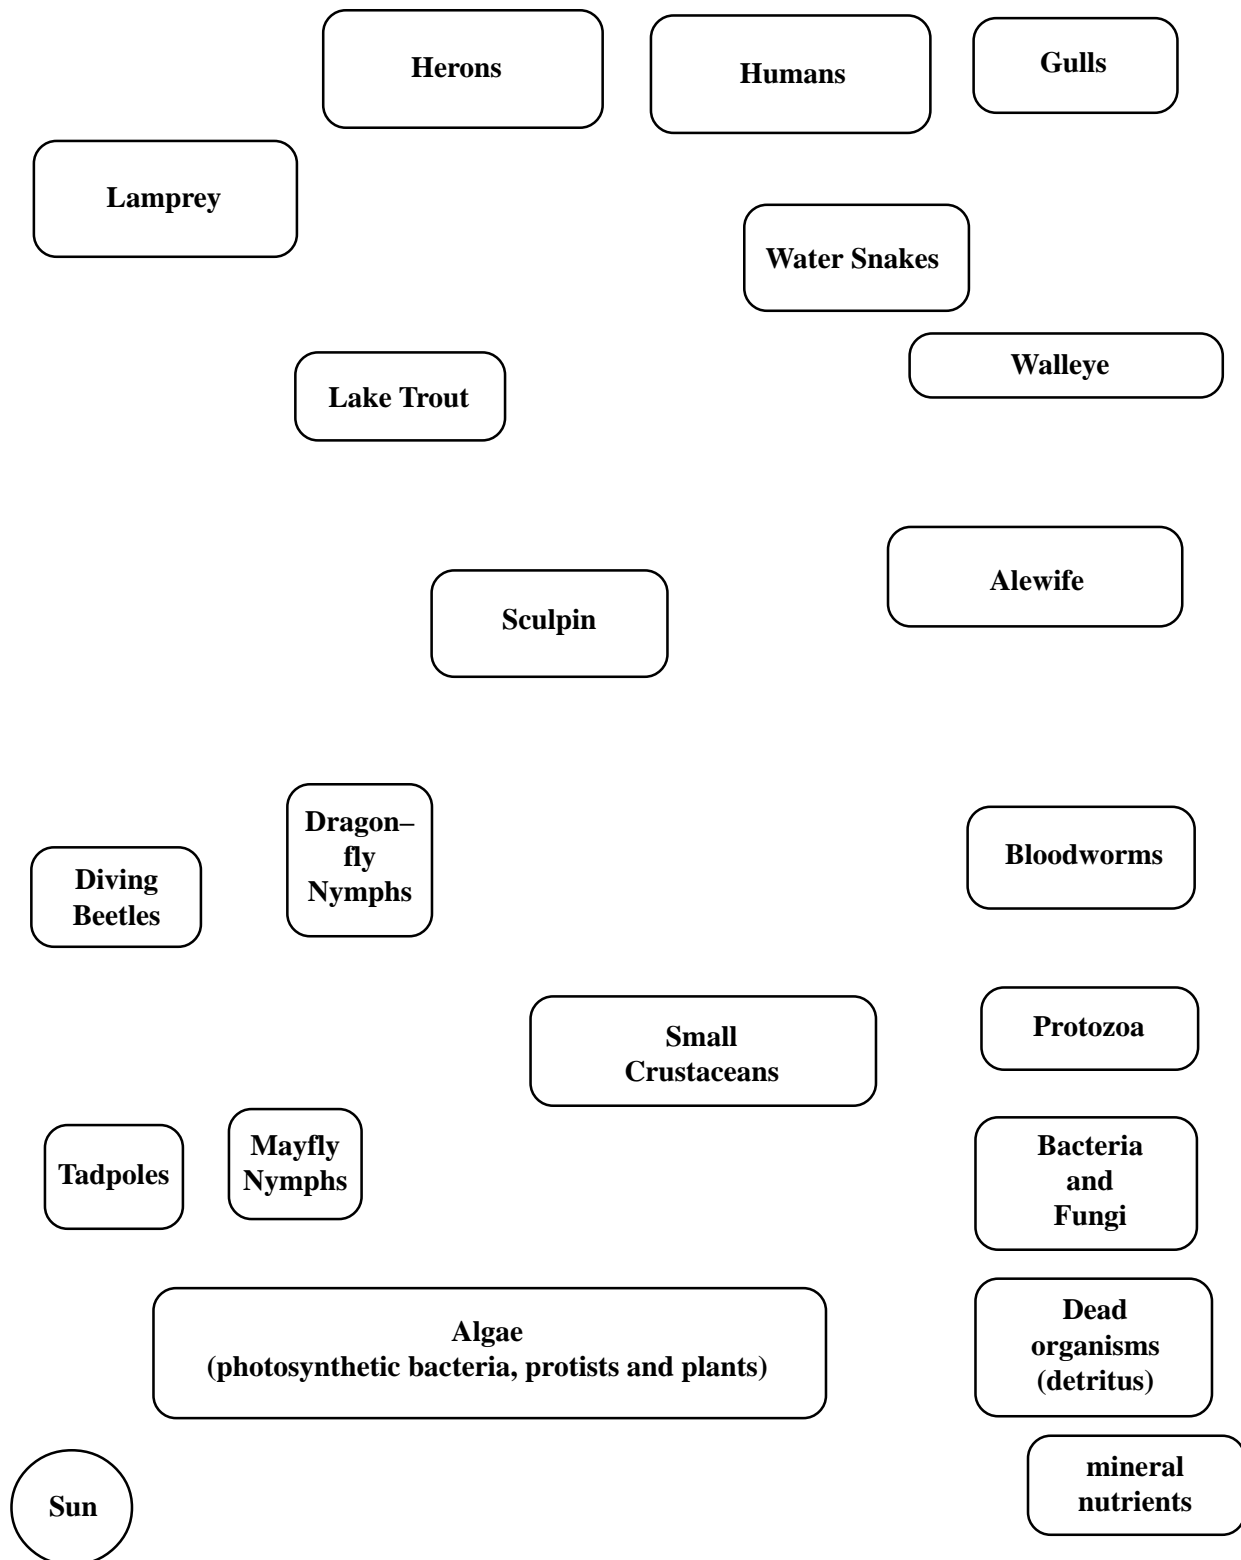 Herons
Humans
Gulls
Lamprey
Water Snakes
Walleye
Lake Trout
Alewife
Sculpin
Dragon–
fly
Nymphs
Bloodworms
Diving
Beetles
Small
Crustaceans
Protozoa
Tadpoles
Mayfly
Nymphs
Bacteria
and
Fungi
Algae
(photosynthetic bacteria, protists and plants)
Dead
organisms
(detritus)
mineral
nutrients
Sun